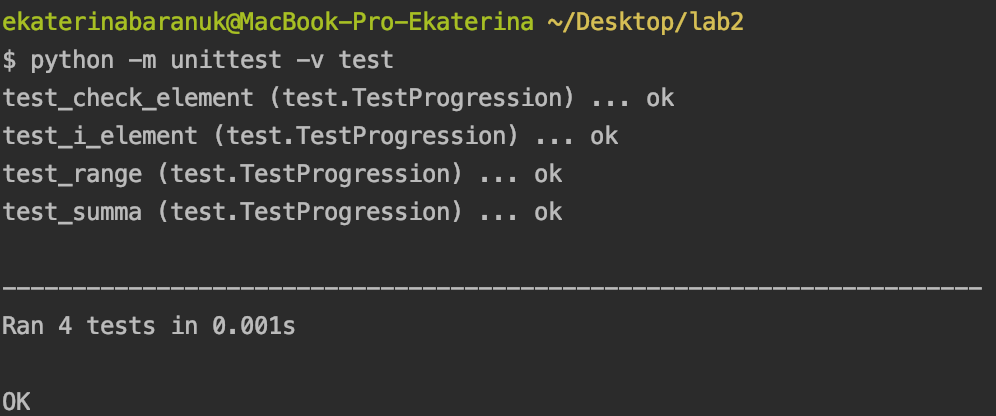 ekaterinabaranuk@MacBook-Pro-Ekaterina ~/Desktop/lab2
$ python -m unittest -v test
test_check_element (test.TestProgression) ... ok
test_i_element (test.TestProgression) ... ok
test_range (test.TestProgression) ... ok
test_summa (test.TestProgression) ... ok
----------------------------------------------------------------------
Ran 4 tests in 0.001s
OK